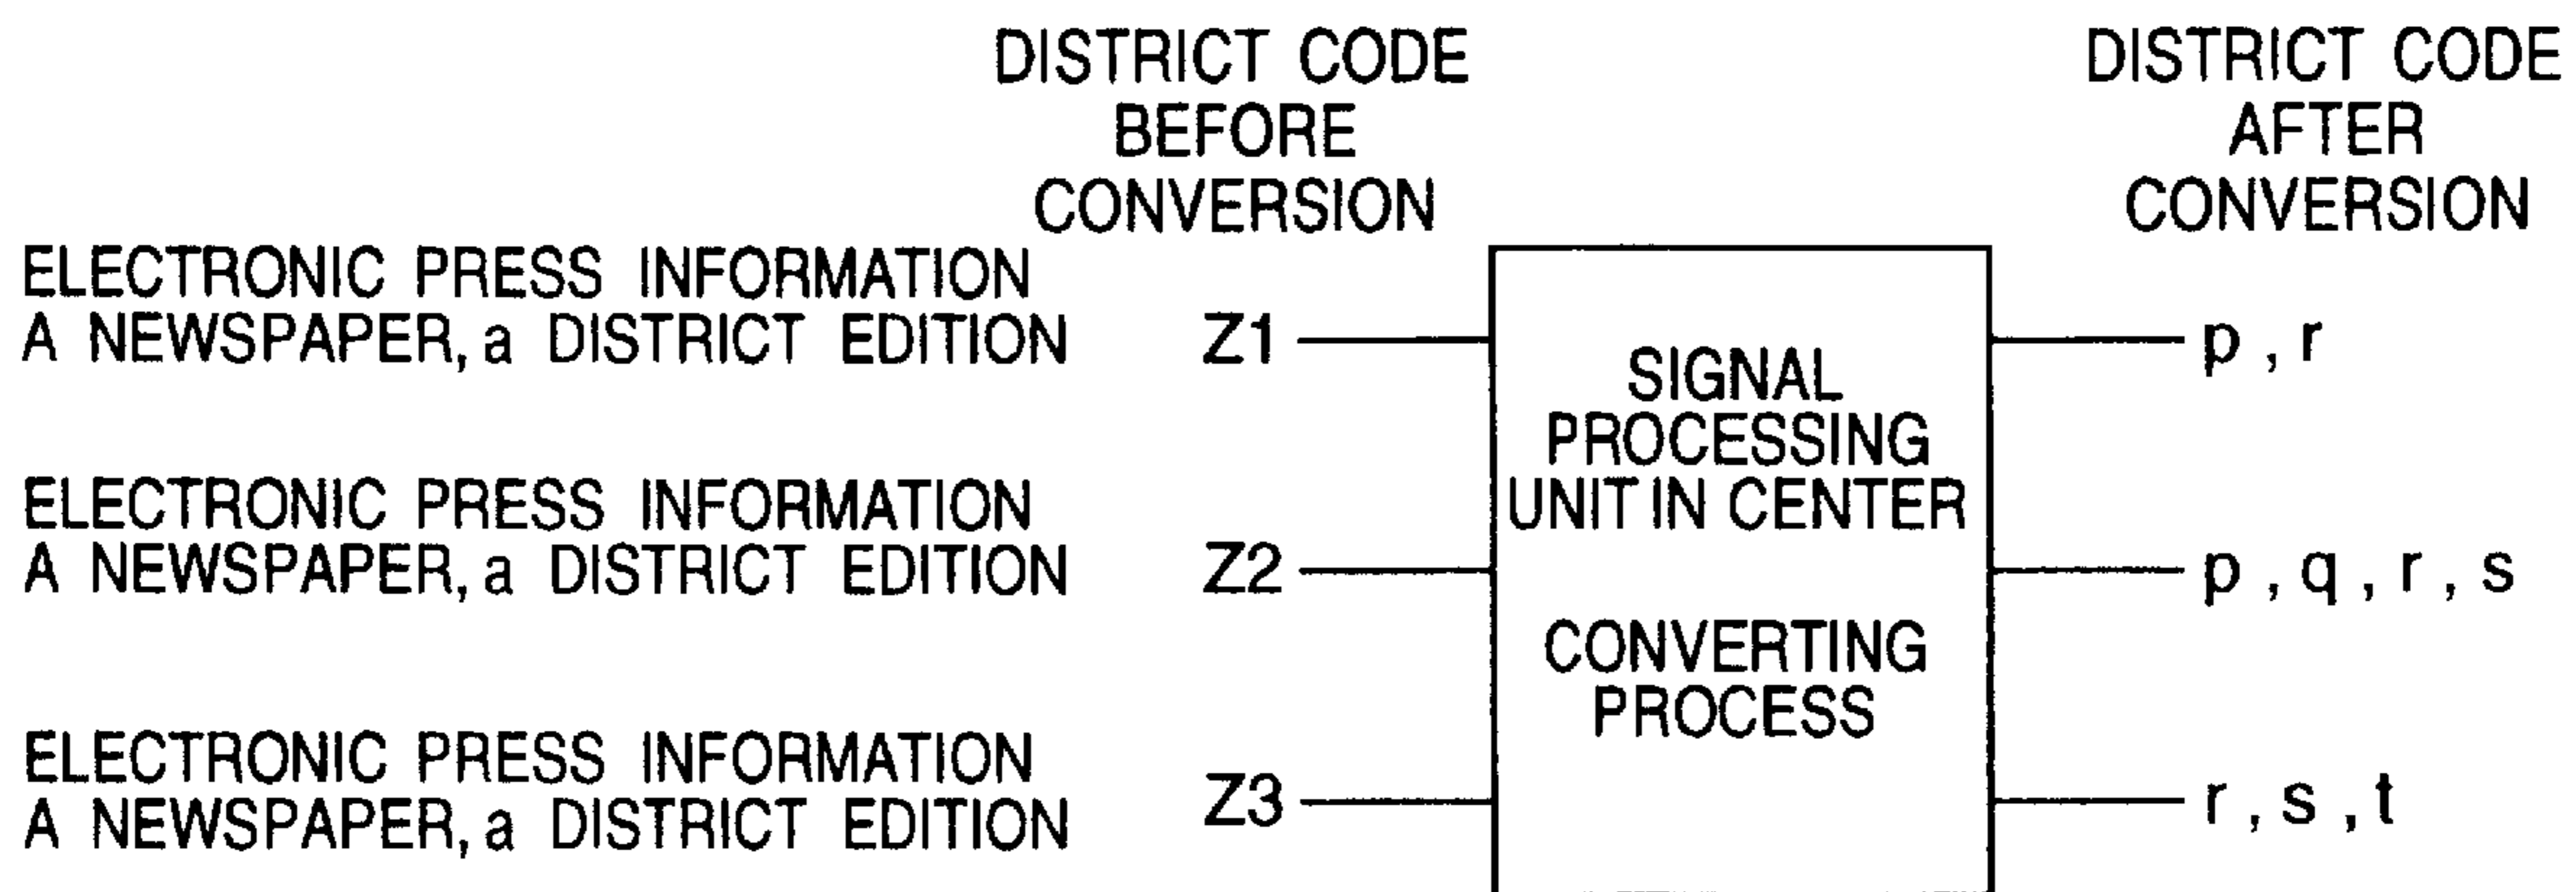 DISTRICT CODE
BEFORE
CONVERSION
DISTRICT CODE
AFTER
CONVERSION
ELECTRONIC PRESS INFORMATION
A NEWSPAPER, a DISTRICT EDITION
Z1
p , r
SIGNAL
PROCESSING
UNIT IN CENTER
ELECTRONIC PRESS INFORMATION
A NEWSPAPER, a DISTRICT EDITION
Z2
p , q , r , s
CONVERTING
PROCESS
ELECTRONIC PRESS INFORMATION
A NEWSPAPER, a DISTRICT EDITION
Z3
r , s , t